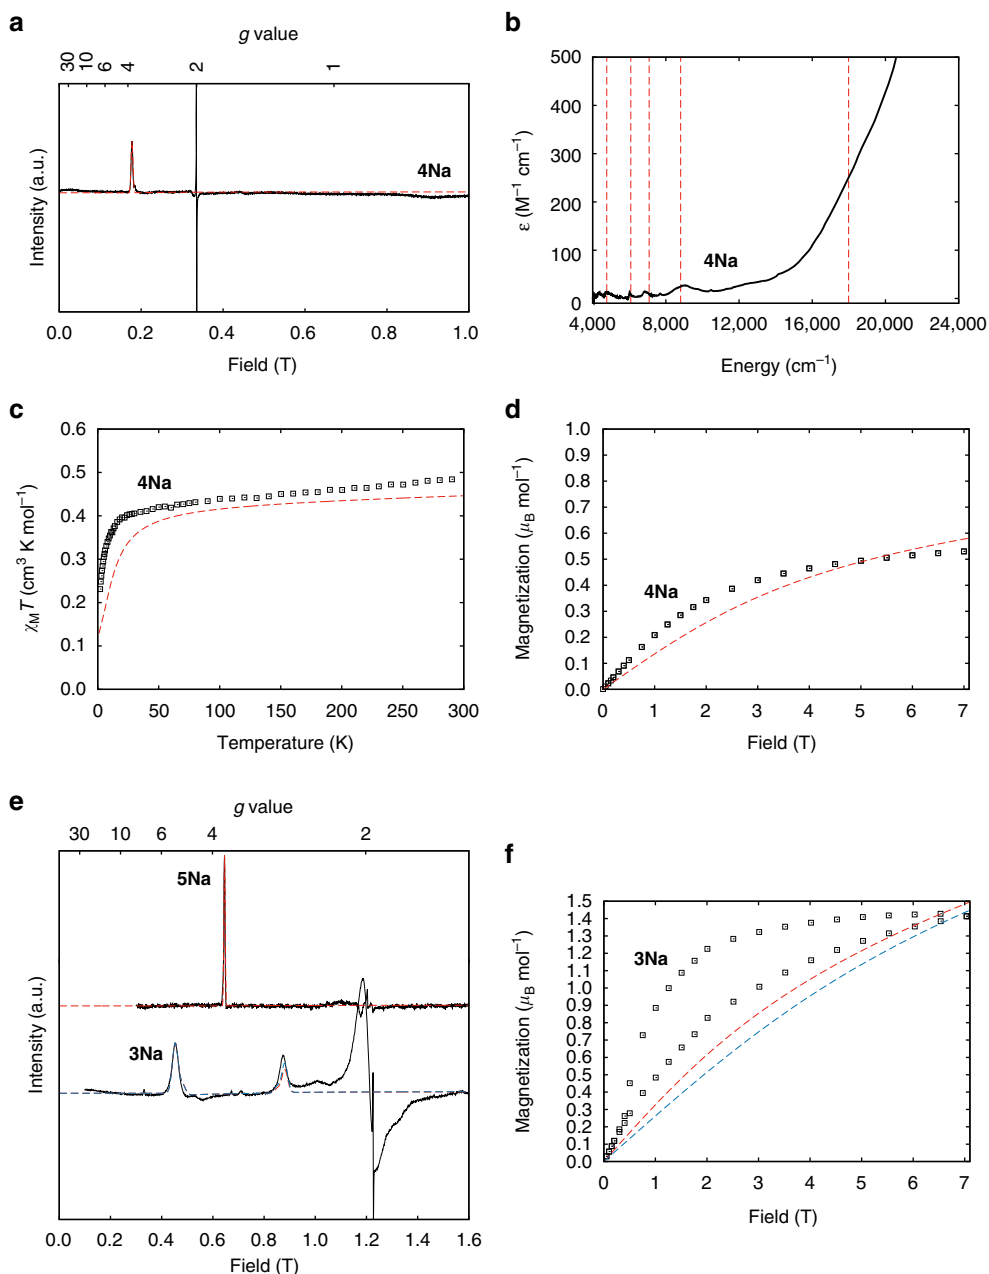 a
g value
30 10 6 4 2 1
4Na
Intensity (a.u.)
0.0 0.2 0.4 0.6 0.8 1.0
Field (T)
b
500
400
300
200
100
0
ε (M⁻¹ cm⁻¹)
4Na
4,000 8,000 12,000 16,000 20,000 24,000
Energy (cm⁻¹)
c
0.6
0.5
0.4
0.3
0.2
0.1
0.0
χMT (cm³ K mol⁻¹)
4Na
0 50 100 150 200 250 300
Temperature (K)
d
1.0
0.9
0.8
0.7
0.6
0.5
0.4
0.3
0.2
0.1
0.0
Magnetization (μB mol⁻¹)
4Na
0 1 2 3 4 5 6 7
Field (T)
e
g value
30 10 6 4 2
5Na
3Na
Intensity (a.u.)
0.0 0.2 0.4 0.6 0.8 1.0 1.2 1.4 1.6
Field (T)
f
1.5
1.4
1.3
1.2
1.1
1.0
0.9
0.8
0.7
0.6
0.5
0.4
0.3
0.2
0.1
0.0
Magnetization (μB mol⁻¹)
3Na
0 1 2 3 4 5 6 7
Field (T)